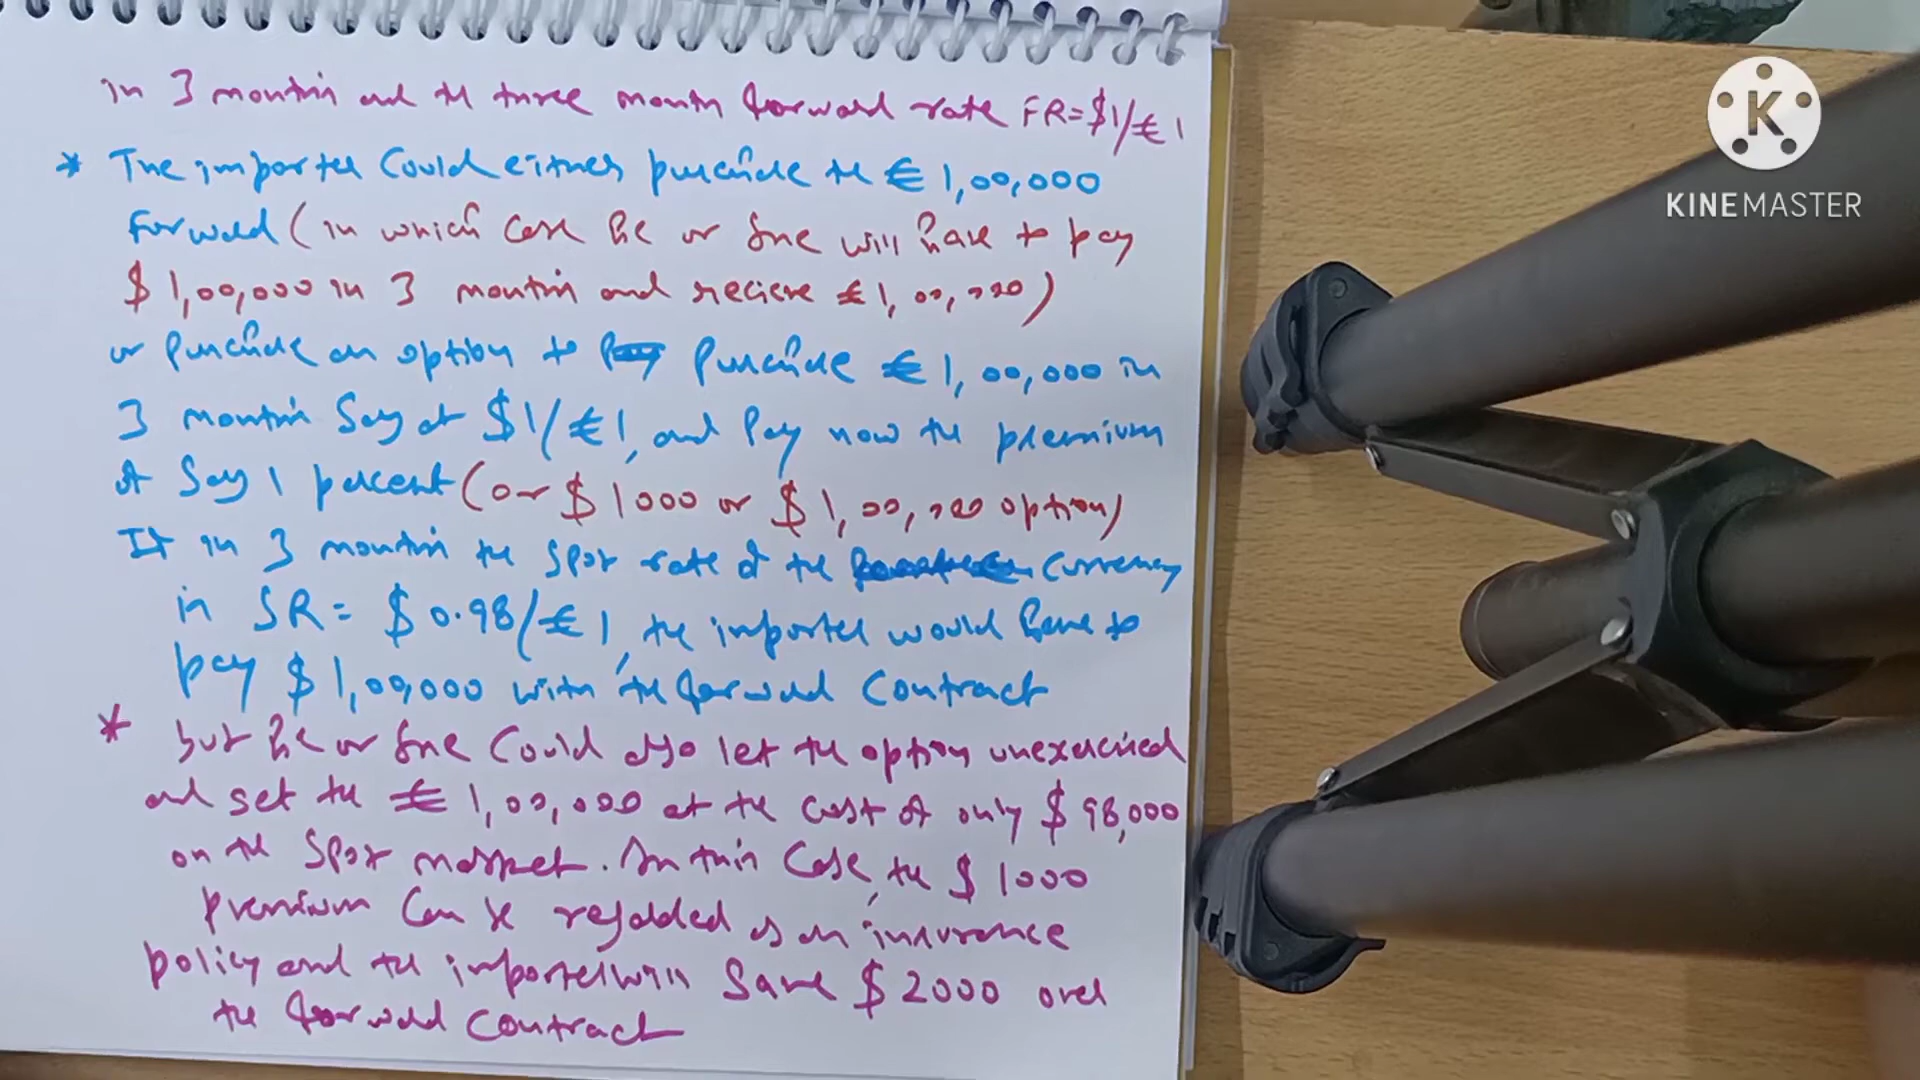 in 3 months and the three month forward rate FR=$1/€1
* The importer Could either purchase the € 1,00,000
forward (in which case he or she will have to pay
$ 1,00,000 in 3 months and recieve €1,00,000)
or purchase an option to purchase € 1,00,000 in
3 months Say at $1/€1, and Pay now the premium
of Say 1 percent (or $1000 or $1,00,000 option)
If in 3 months the spot rate of the currency
is SR= $0.98/€1, the importer would have to
pay $1,00,000 with the forward Contract
* but he or she Could also let the option unexercised
and get the € 1,00,000 at the cost of only $ 98,000
on the spot market. In this Case, the $ 1000
premium Can be regarded as an insurance
policy and the importer will Save $ 2000 over
the forward contract
K
KINEMASTER